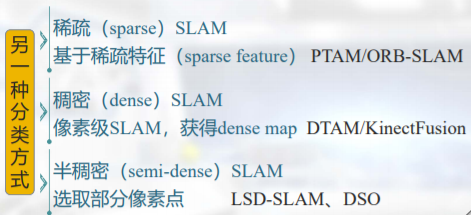 另一种分类方式
稀疏（sparse）SLAM
基于稀疏特征（sparse feature） PTAM/ORB-SLAM
稠密（dense）SLAM
像素级SLAM，获得dense map DTAM/KinectFusion
半稠密（semi-dense）SLAM
选取部分像素点 LSD-SLAM、DSO